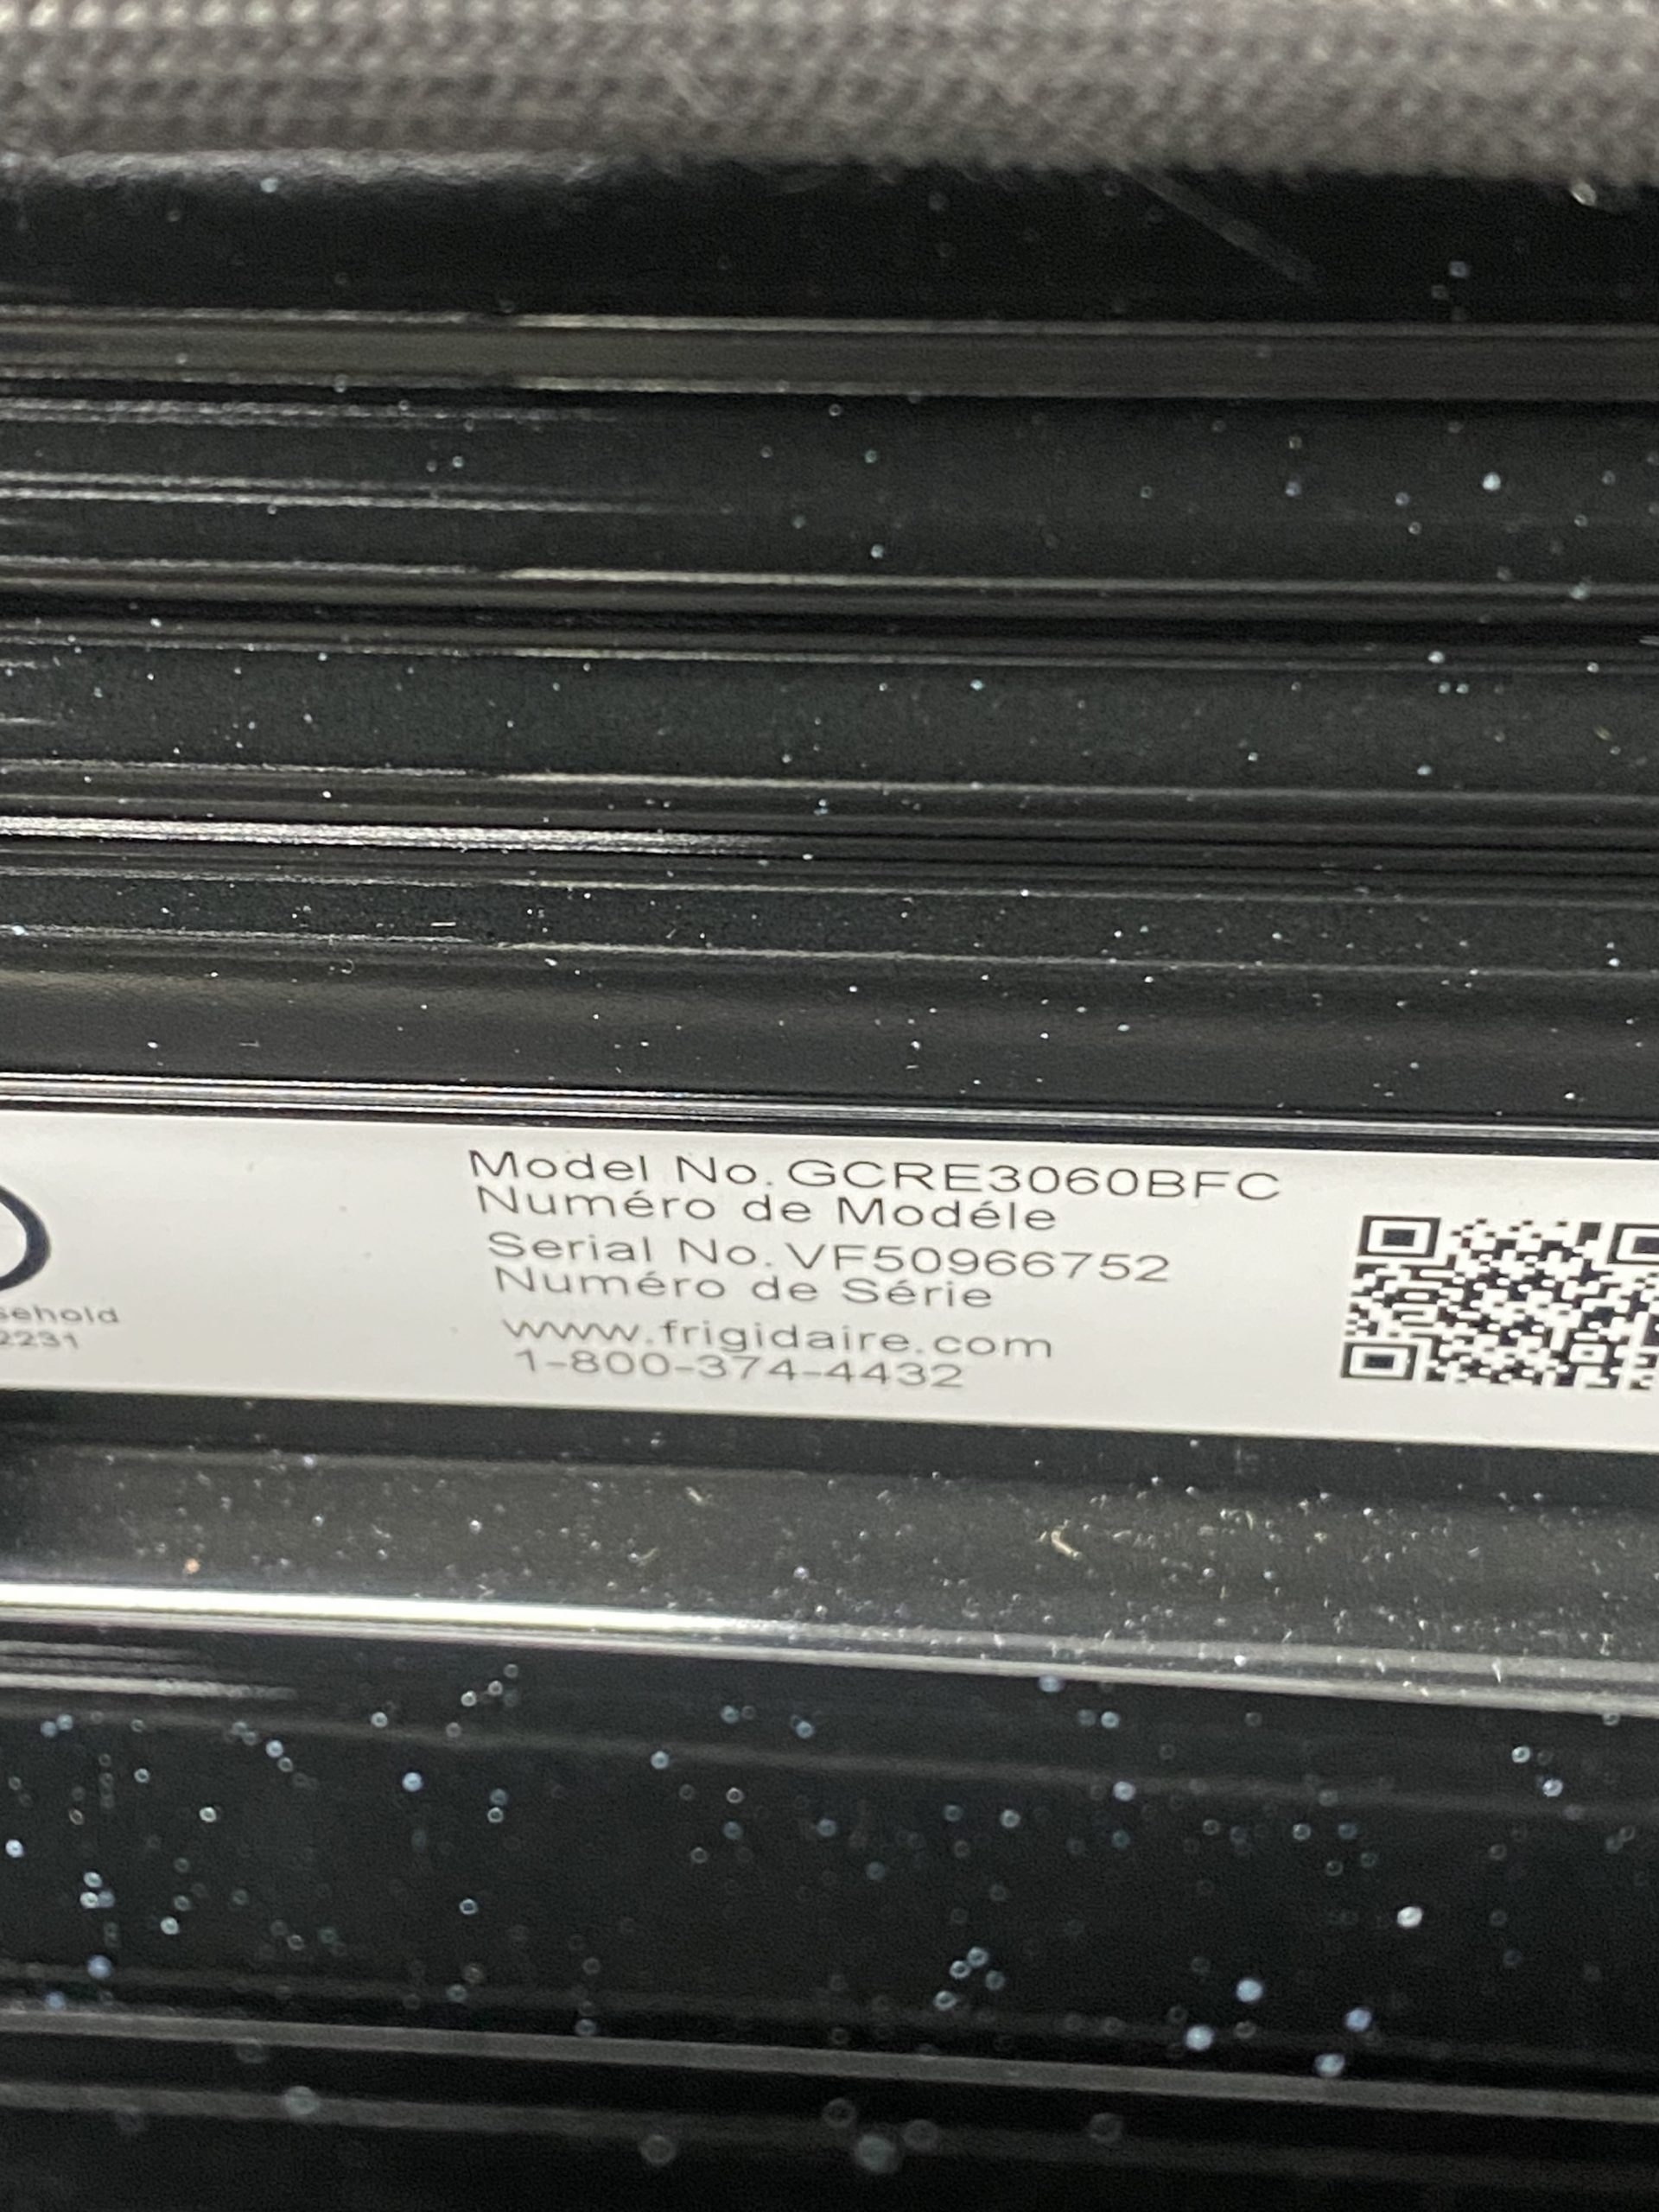 Model No. GCRE3060BFC
Numéro de Modéle
Serial No. VF50966752
Numéro de Série
www.frigidaire.com
1-800-374-4432
sehold
2231